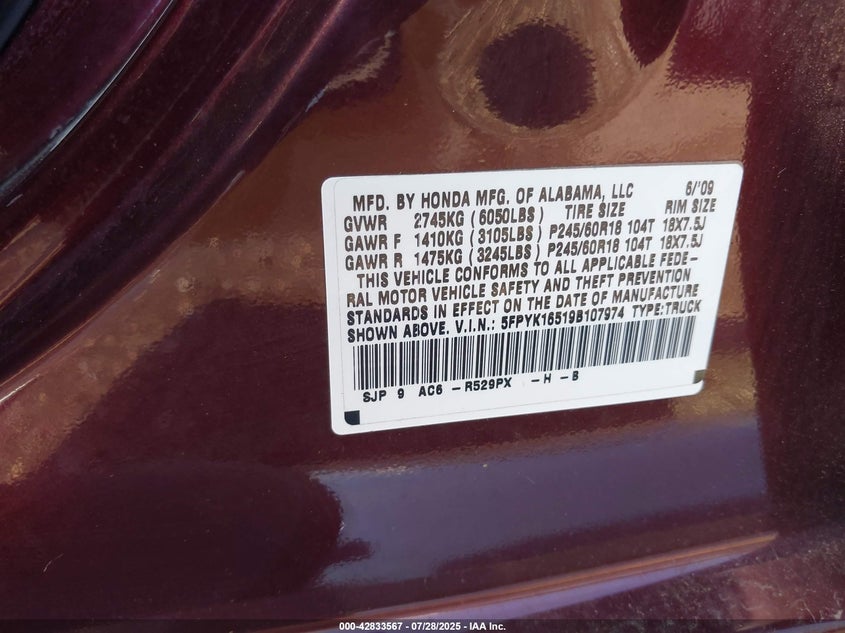 MFD. BY HONDA MFG. OF ALABAMA, LLC 6/'09
GVWR 2745KG (6050LBS) TIRE SIZE RIM SIZE
GAWR F 1410KG (3105LBS) P245/60R18 104T 18X7.5J
GAWR R 1475KG (3245LBS) P245/60R18 104T 18X7.5J
THIS VEHICLE CONFORMS TO ALL APPLICABLE FEDE-
RAL MOTOR VEHICLE SAFETY AND THEFT PREVENTION
STANDARDS IN EFFECT ON THE DATE OF MANUFACTURE
SHOWN ABOVE. V.I.N.: 5FPYK16519B107974 TYPE:TRUCK
SJP 9 AC6 -R529PX -H-B
000-42833567 / 07/28/2025 - IAA Inc.